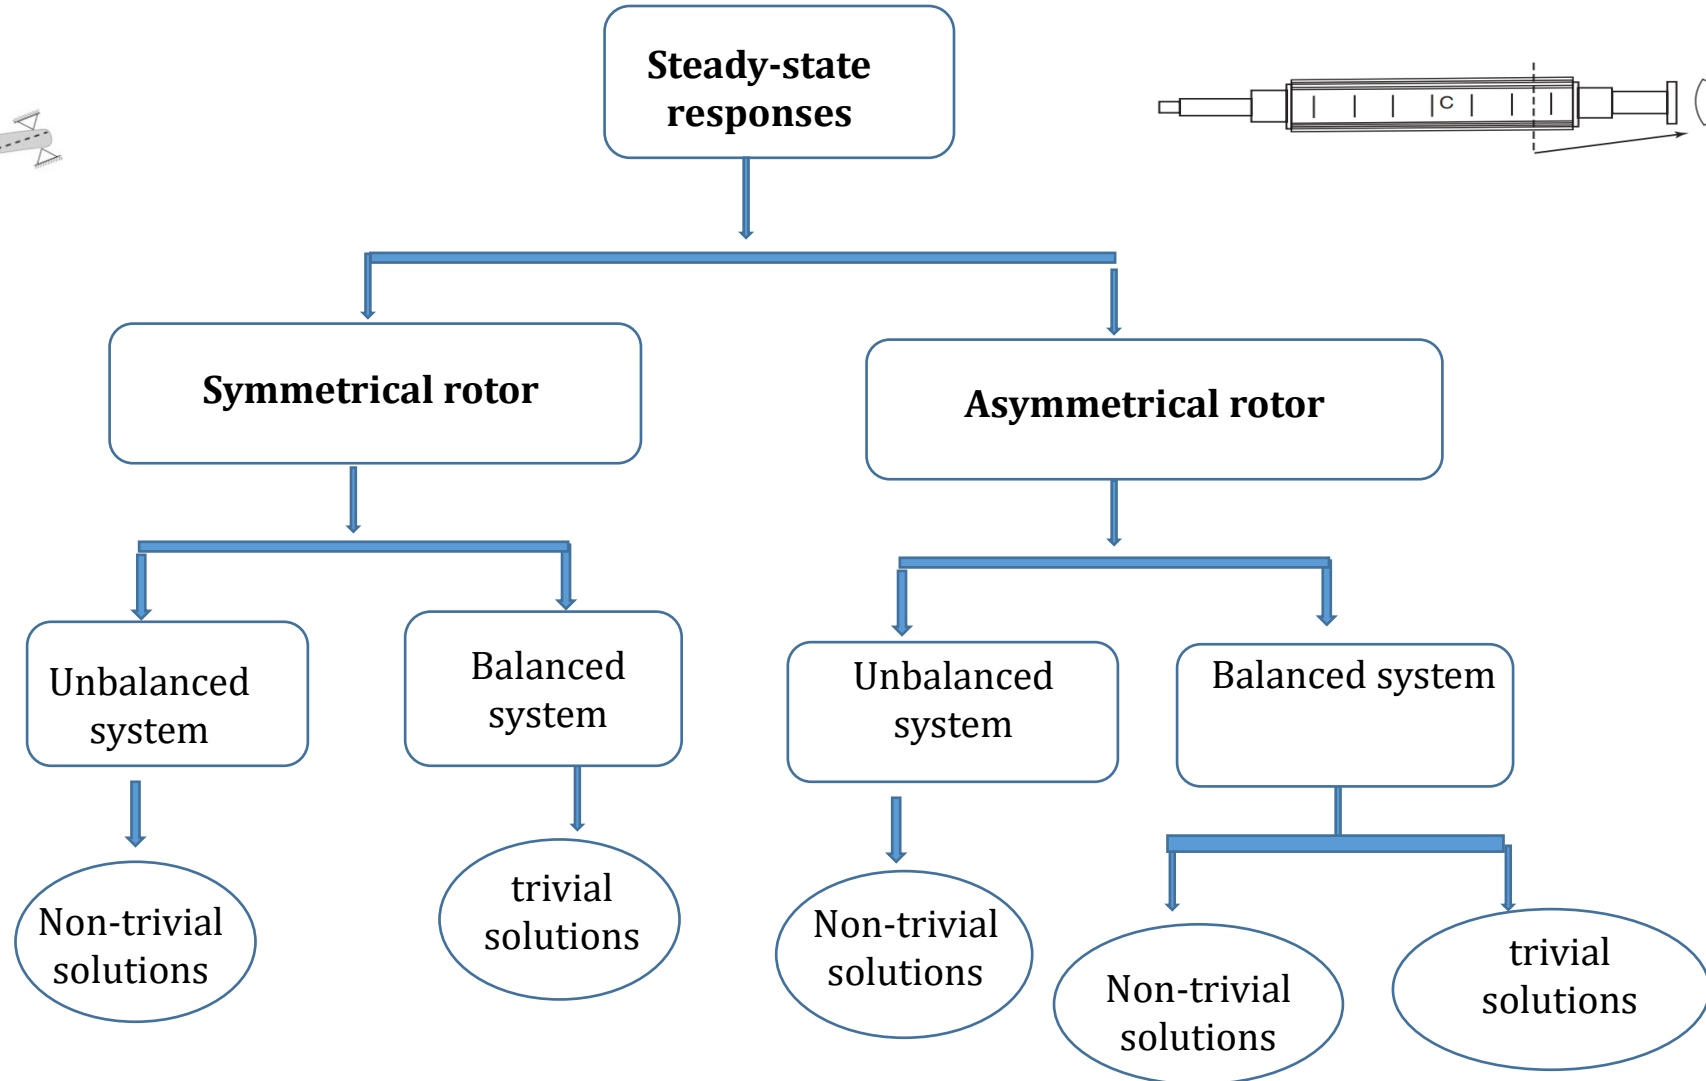 Steady-state
responses
C
Symmetrical rotor
Asymmetrical rotor
Unbalanced
system
Balanced
system
Unbalanced
system
Balanced system
Non-trivial
solutions
trivial
solutions
Non-trivial
solutions
Non-trivial
solutions
trivial
solutions